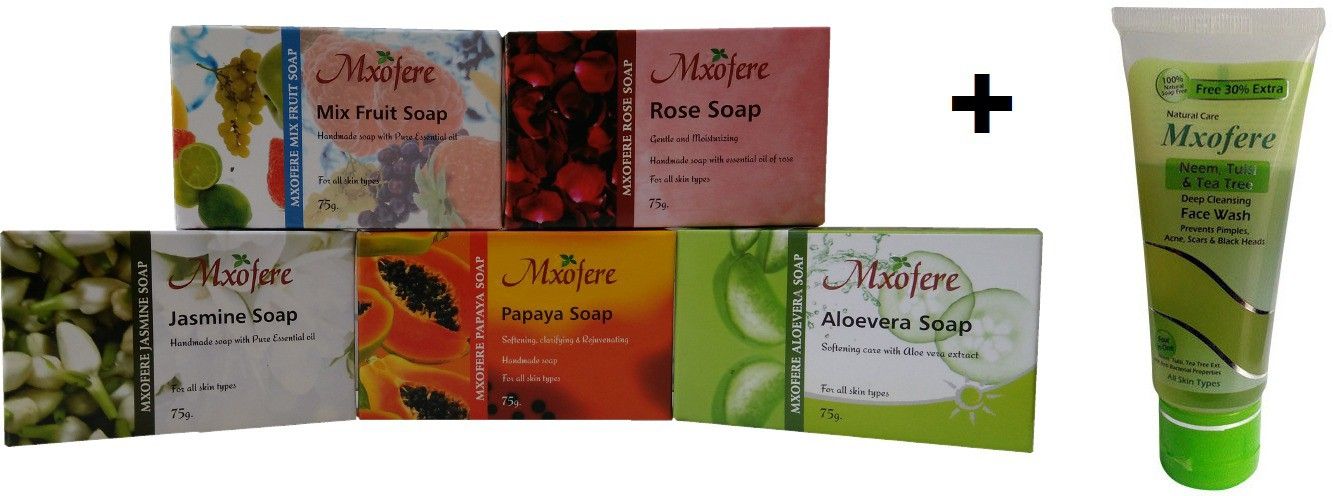 MXOFERE MIX FRUIT SOAP
Mxofere
Mix Fruit Soap
Handmade soap with Pure Essential oil
For all skin types
75g.
MXOFERE ROSE SOAP
Mxofere
Rose Soap
Gentle and Moisturizing
Handmade soap with essential oil of rose
For all skin types
75g.
MXOFERE JASMINE SOAP
Mxofere
Jasmine Soap
Handmade soap with Pure Essential oil
For all skin types
75g.
MXOFERE PAPAYA SOAP
Mxofere
Papaya Soap
Softening, clarifying & Rejuvenating
Handmade soap
For all skin types
75g.
MXOFERE ALOEVERA SOAP
Mxofere
Aloevera Soap
Softening care with Aloe vera extract
For all skin types
75g.
+
100%
Natural
Soap Free
Free 30% Extra
Natural Care
Mxofere
Neem, Tulsi
& Tea Tree
Deep Cleansing
Face Wash
Prevents Pimples,
Acne, Scars & Black Heads
Tulsi, Tea Tree Ext.
Bacterial Properties
All Skin Types